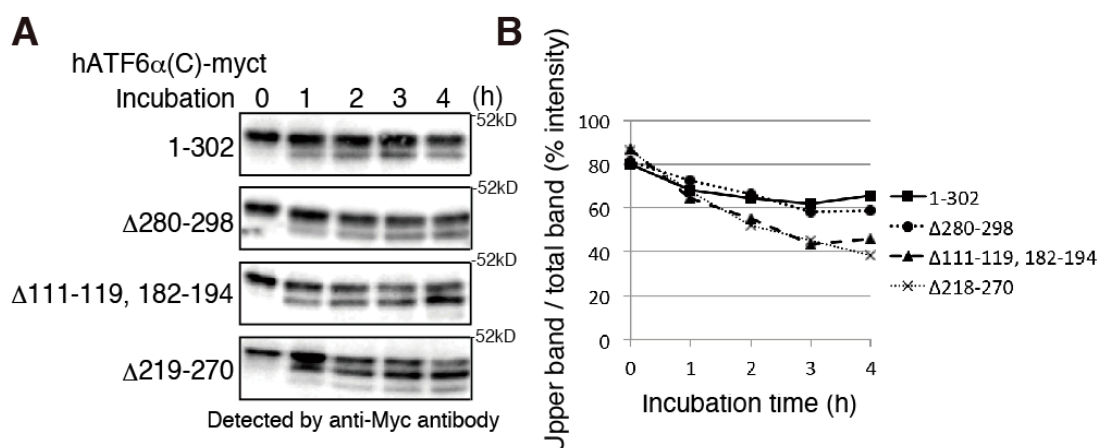 A
hATF6α(C)-myct
Incubation 0 1 2 3 4 (h)
-52kD
1-302
-52kD
Δ280-298
-52kD
Δ111-119, 182-194
-52kD
Δ219-270
Detected by anti-Myc antibody
B
Upper band / total band (% intensity)
100
80
60
40
20
0
0 1 2 3 4
Incubation time (h)
1-302
Δ280-298
Δ111-119, 182-194
Δ218-270